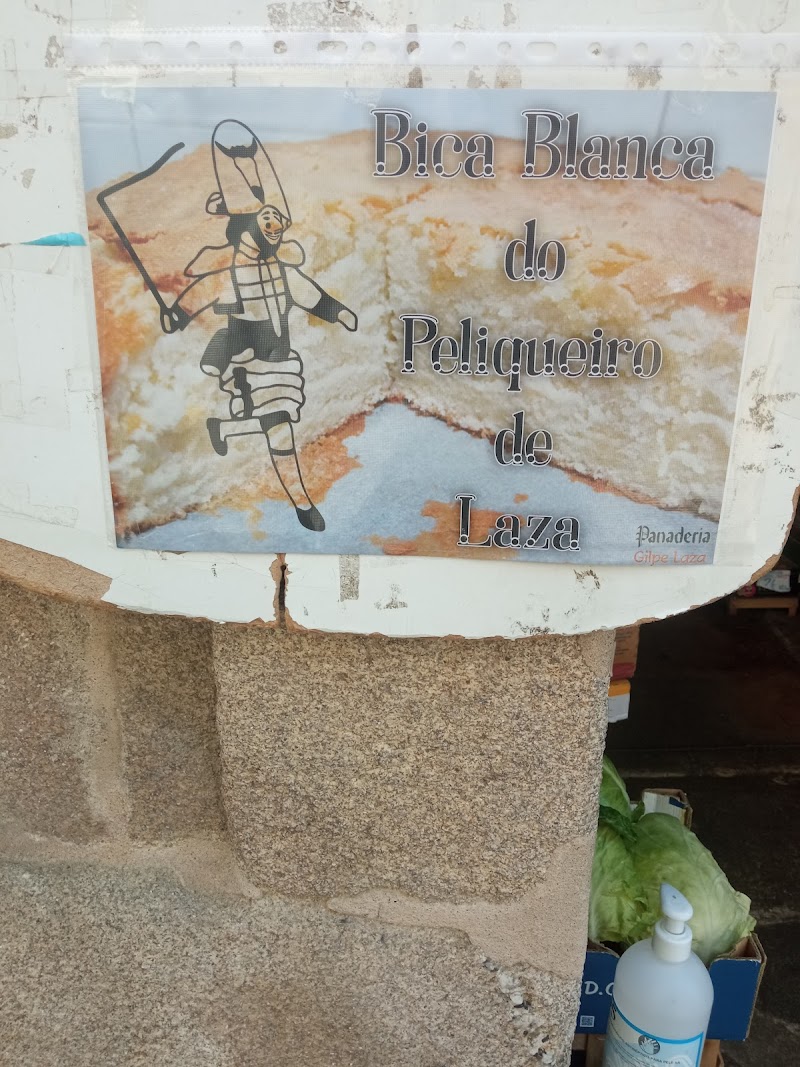 Bica Blanca
do
Peliqueiro
de
Laza
Panaderia
Gilpe Laza